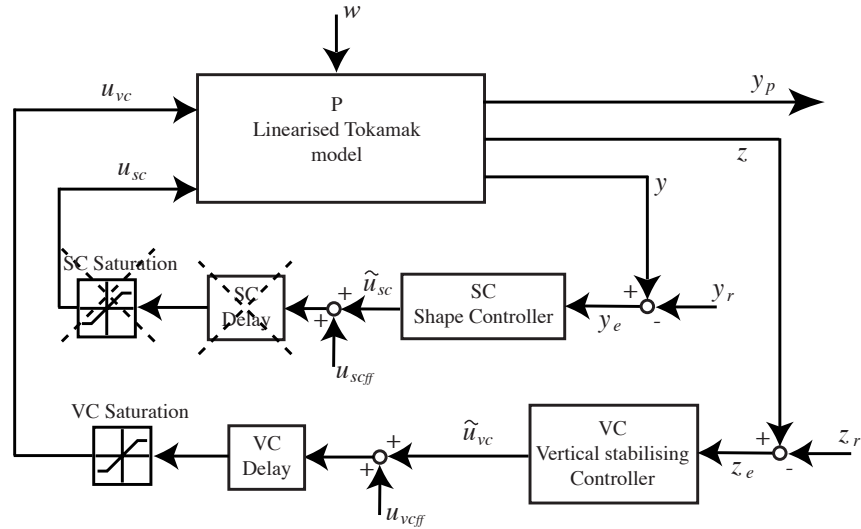 w
u_vc
P
Linearised Tokamak
model
y_p
z
u_sc
y
SC Saturation
SC
Delay
+
+
ũ_sc
SC
Shape Controller
y_e
+
-
y_r
u_scff
VC Saturation
VC
Delay
+
+
ũ_vc
VC
Vertical stabilising
Controller
z_e
+
-
z_r
u_vcff